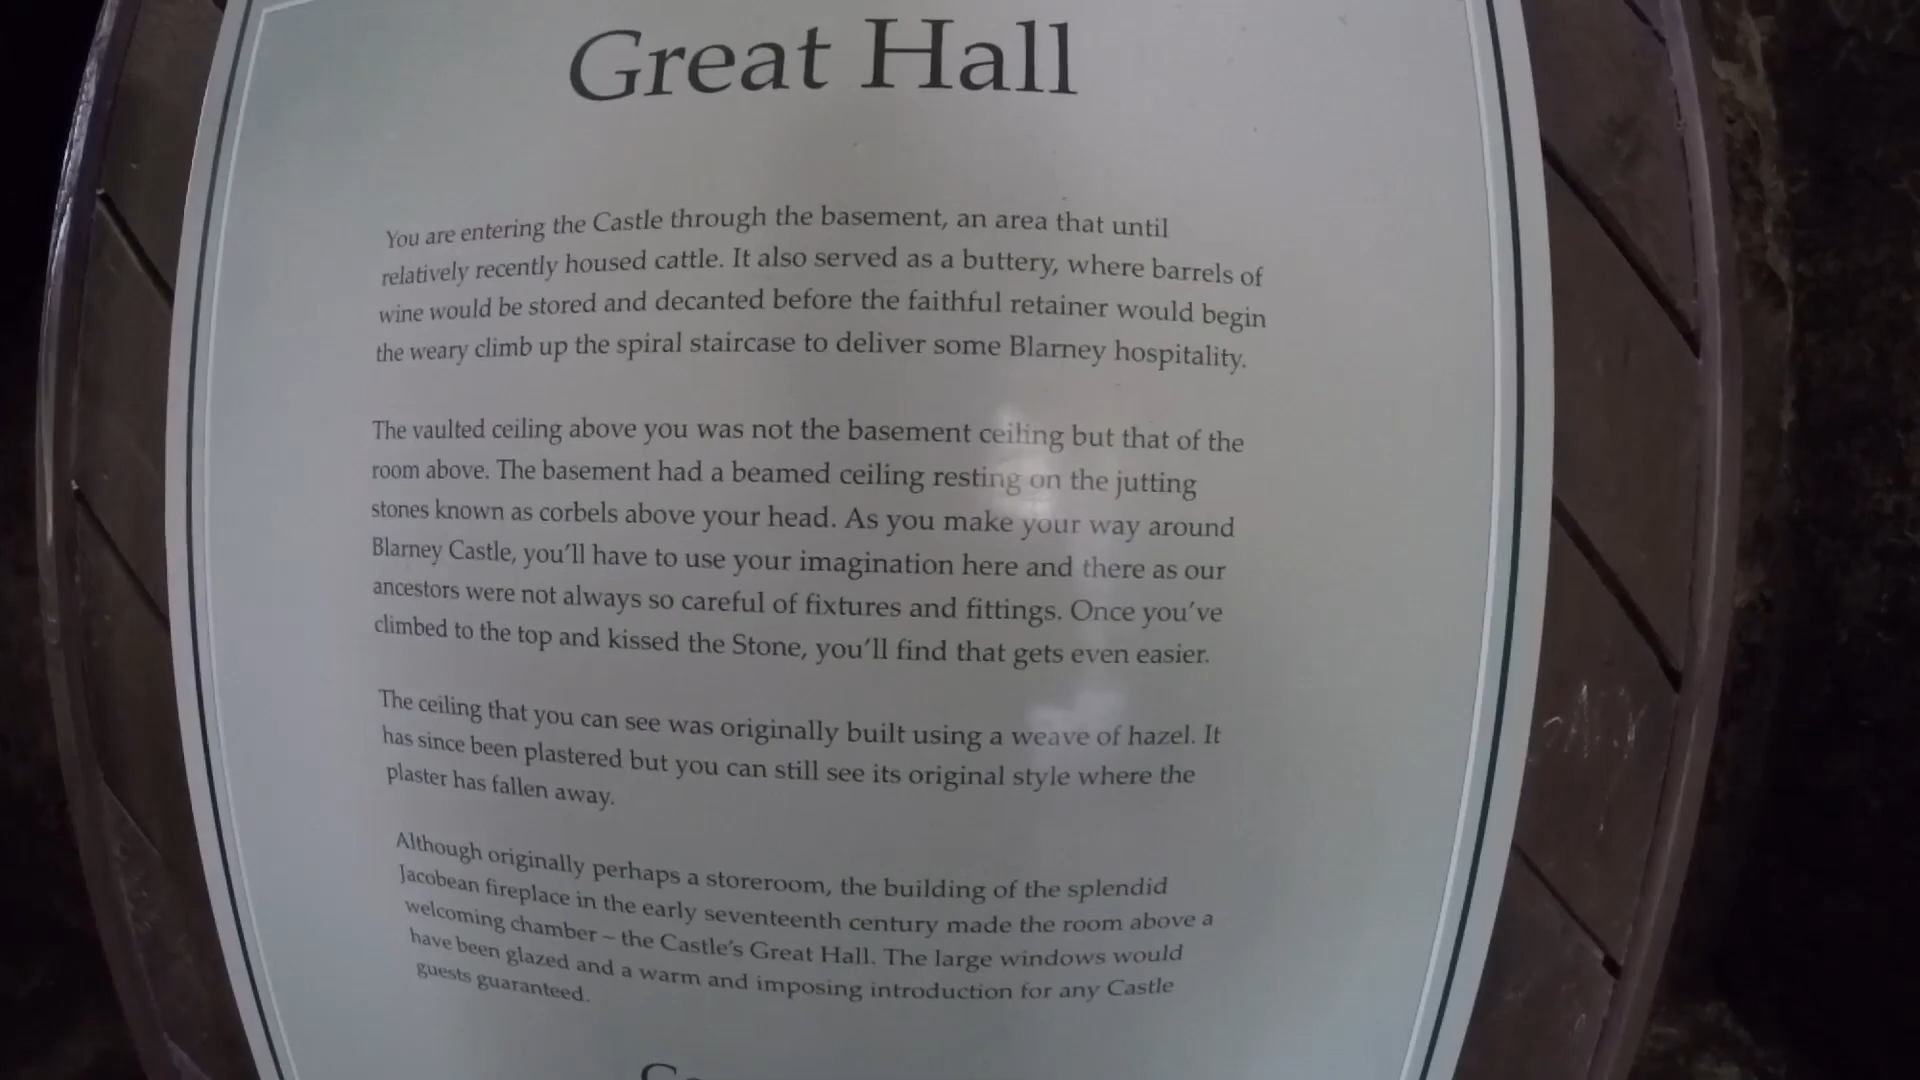 Great Hall
You are entering the Castle through the basement, an area that until
relatively recently housed cattle. It also served as a buttery, where barrels of
wine would be stored and decanted before the faithful retainer would begin
the weary climb up the spiral staircase to deliver some Blarney hospitality.
The vaulted ceiling above you was not the basement ceiling but that of the
room above. The basement had a beamed ceiling resting on the jutting
stones known as corbels above your head. As you make your way around
Blarney Castle, you'll have to use your imagination here and there as our
ancestors were not always so careful of fixtures and fittings. Once you've
climbed to the top and kissed the Stone, you'll find that gets even easier.
The ceiling that you can see was originally built using a weave of hazel. It
has since been plastered but you can still see its original style where the
plaster has fallen away.
Although originally perhaps a storeroom, the building of the splendid
Jacobean fireplace in the early seventeenth century made the room above a
welcoming chamber – the Castle's Great Hall. The large windows would
have been glazed and a warm and imposing introduction for any Castle
guests guaranteed.